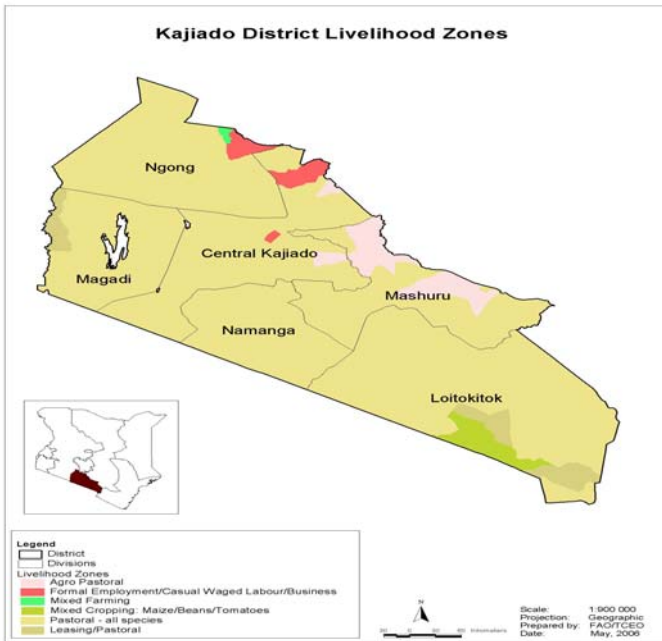 Kajiado District Livelihood Zones
Ngong
Central Kajiado
Magadi
Mashuru
Namanga
Loitokitok
Legend
District
Divisions
Livelihood Zones
Agro Pastoral
Formal Employment/Casual Waged Labour/Business
Mixed Farming
Mixed Cropping: Maize/Beans/Tomatoes
Pastoral - all species
Leasing/Pastoral
N
Scale: 1:900 000
Projection: Geographic
Prepared by: FAO/TCEO
Date: May, 2006